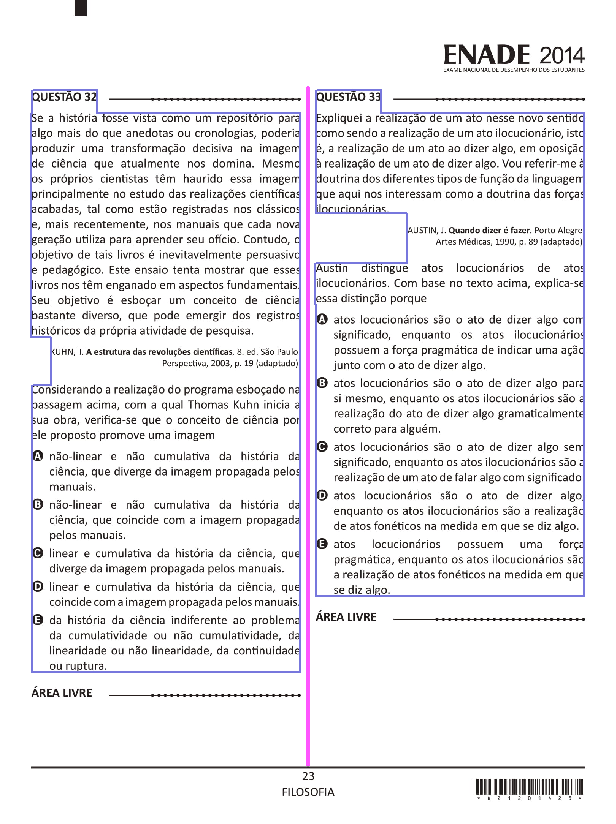 ENADE 2014
EXAME NACIONAL DE DESEMPENHO DOS ESTUDANTES
QUESTÃO 32
Se a história fosse vista como um repositório para
algo mais do que anedotas ou cronologias, poderia
produzir uma transformação decisiva na imagem
de ciência que atualmente nos domina. Mesmo
os próprios cientistas têm haurido essa imagem
principalmente no estudo das realizações científicas
acabadas, tal como estão registradas nos clássicos
e, mais recentemente, nos manuais que cada nova
geração utiliza para aprender seu ofício. Contudo, o
objetivo de tais livros é inevitavelmente persuasivo
e pedagógico. Este ensaio tenta mostrar que esses
livros nos têm enganado em aspectos fundamentais.
Seu objetivo é esboçar um conceito de ciência
bastante diverso, que pode emergir dos registros
históricos da própria atividade de pesquisa.
KUHN, T. A estrutura das revoluções científicas. 8. ed. São Paulo
Perspectiva, 2003, p. 19 (adaptado)
Considerando a realização do programa esboçado na
passagem acima, com a qual Thomas Kuhn inicia a
sua obra, verifica-se que o conceito de ciência por
ele proposto promove uma imagem
A não-linear e não cumulativa da história da
ciência, que diverge da imagem propagada pelos
manuais.
B não-linear e não cumulativa da história da
ciência, que coincide com a imagem propagada
pelos manuais.
C linear e cumulativa da história da ciência, que
diverge da imagem propagada pelos manuais.
D linear e cumulativa da história da ciência, que
coincide com a imagem propagada pelos manuais.
E da história da ciência indiferente ao problema
da cumulatividade ou não cumulatividade, da
linearidade ou não linearidade, da continuidade
ou ruptura.
ÁREA LIVRE
QUESTÃO 33
Expliquei a realização de um ato nesse novo sentido
como sendo a realização de um ato ilocucionário, isto
é, a realização de um ato ao dizer algo, em oposição
à realização de um ato de dizer algo. Vou referir-me à
doutrina dos diferentes tipos de função da linguagem
que aqui nos interessam como a doutrina das forças
ilocucionárias.
AUSTIN, J. Quando dizer é fazer. Porto Alegre
Artes Médicas, 1990, p. 89 (adaptado)
Austin distingue atos locucionários de atos
ilocucionários. Com base no texto acima, explica-se
essa distinção porque
A atos locucionários são o ato de dizer algo com
significado, enquanto os atos ilocucionários
possuem a força pragmática de indicar uma ação
junto com o ato de dizer algo.
B atos locucionários são o ato de dizer algo para
si mesmo, enquanto os atos ilocucionários são a
realização do ato de dizer algo gramaticalmente
correto para alguém.
C atos locucionários são o ato de dizer algo sem
significado, enquanto os atos ilocucionários são a
realização de um ato de falar algo com significado
D atos locucionários são o ato de dizer algo,
enquanto os atos ilocucionários são a realização
de atos fonéticos na medida em que se diz algo.
E atos locucionários possuem uma força
pragmática, enquanto os atos ilocucionários são
a realização de atos fonéticos na medida em que
se diz algo.
ÁREA LIVRE
23
FILOSOFIA